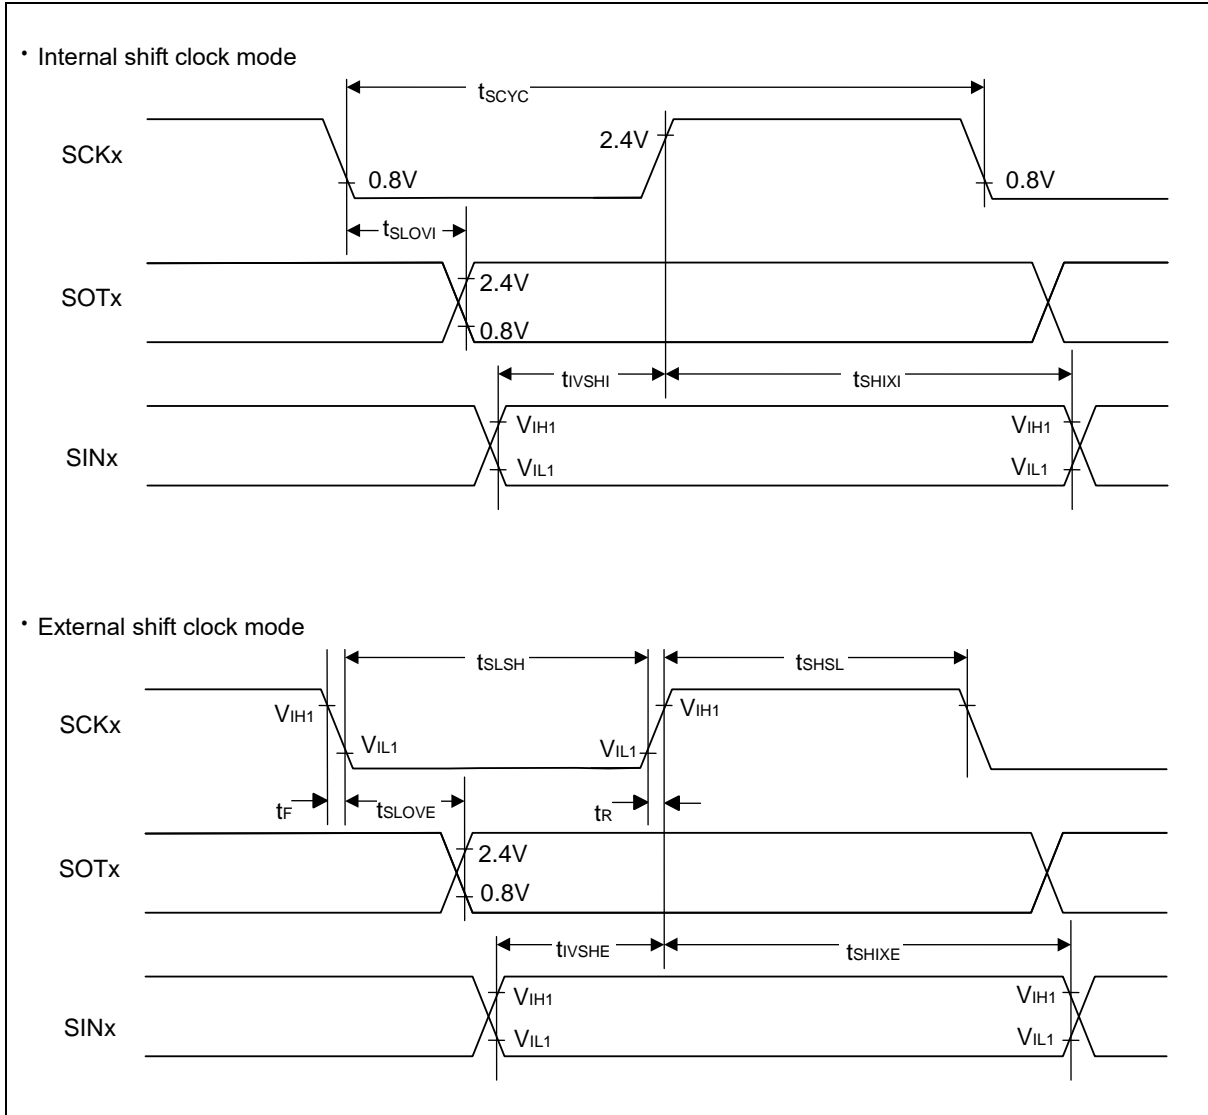 · Internal shift clock mode
tSCYC
SCKx
2.4V
0.8V
0.8V
tSLOVI
SOTx
2.4V
0.8V
tIVSHI
tSHIXI
SINx
VIH1
VIH1
VIL1
VIL1
· External shift clock mode
tSLSH
tSHSL
SCKx
VIH1
VIH1
VIL1
VIL1
tF
tSLOVE
tR
SOTx
2.4V
0.8V
tIVSHE
tSHIXE
SINx
VIH1
VIH1
VIL1
VIL1